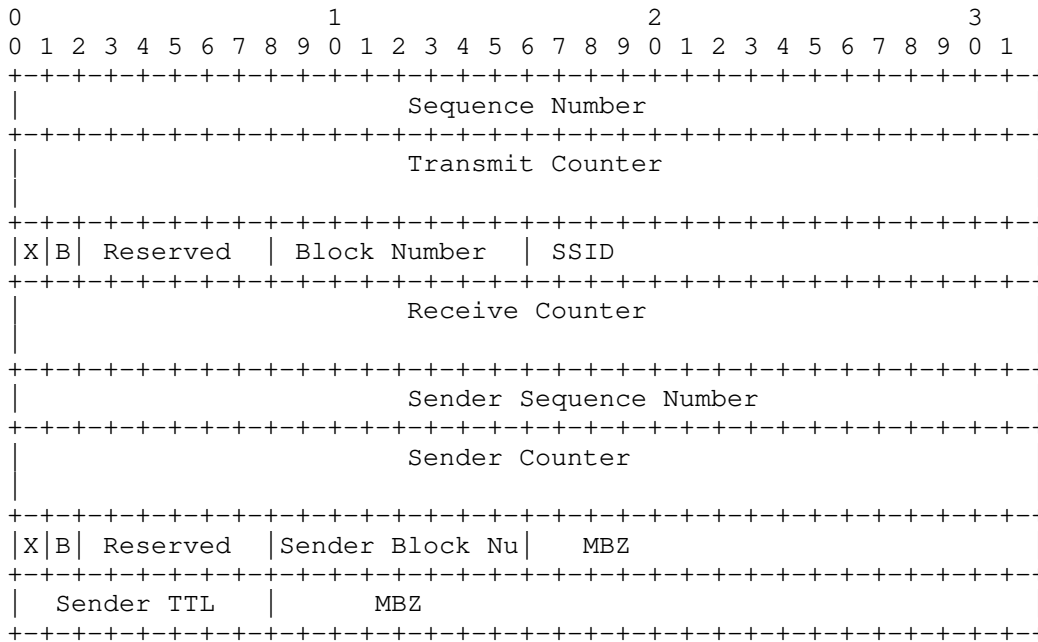 0                   1                   2                   3
0 1 2 3 4 5 6 7 8 9 0 1 2 3 4 5 6 7 8 9 0 1 2 3 4 5 6 7 8 9 0 1
+-+-+-+-+-+-+-+-+-+-+-+-+-+-+-+-+-+-+-+-+-+-+-+-+-+-+-+-+-+-+-+-+--
|                        Sequence Number
+-+-+-+-+-+-+-+-+-+-+-+-+-+-+-+-+-+-+-+-+-+-+-+-+-+-+-+-+-+-+-+-+--
|                        Transmit Counter
|
+-+-+-+-+-+-+-+-+-+-+-+-+-+-+-+-+-+-+-+-+-+-+-+-+-+-+-+-+-+-+-+-+--
|X|B| Reserved  | Block Number  | SSID
+-+-+-+-+-+-+-+-+-+-+-+-+-+-+-+-+-+-+-+-+-+-+-+-+-+-+-+-+-+-+-+-+--
|                        Receive Counter
|
+-+-+-+-+-+-+-+-+-+-+-+-+-+-+-+-+-+-+-+-+-+-+-+-+-+-+-+-+-+-+-+-+--
|                        Sender Sequence Number
+-+-+-+-+-+-+-+-+-+-+-+-+-+-+-+-+-+-+-+-+-+-+-+-+-+-+-+-+-+-+-+-+--
|                        Sender Counter
|
+-+-+-+-+-+-+-+-+-+-+-+-+-+-+-+-+-+-+-+-+-+-+-+-+-+-+-+-+-+-+-+-+--
|X|B| Reserved  |Sender Block Nu|   MBZ
+-+-+-+-+-+-+-+-+-+-+-+-+-+-+-+-+-+-+-+-+-+-+-+-+-+-+-+-+-+-+-+-+--
|  Sender TTL   |      MBZ
+-+-+-+-+-+-+-+-+-+-+-+-+-+-+-+-+-+-+-+-+-+-+-+-+-+-+-+-+-+-+-+-+--